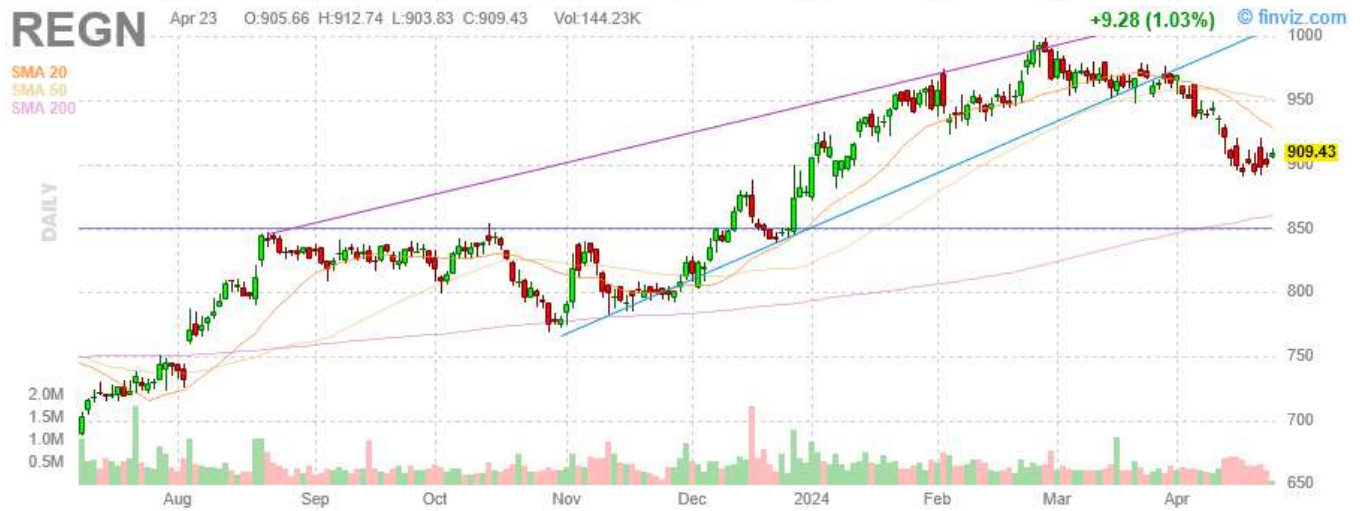 REGN Apr 23 O:905.66 H:912.74 L:903.83 C:909.43 Vol:144.23K +9.28 (1.03%) © finviz.com
SMA 20
SMA 50
SMA 200
DAILY
1000
950
909.43
900
850
800
750
700
650
2.0M
1.5M
1.0M
0.5M
Aug Sep Oct Nov Dec 2024 Feb Mar Apr